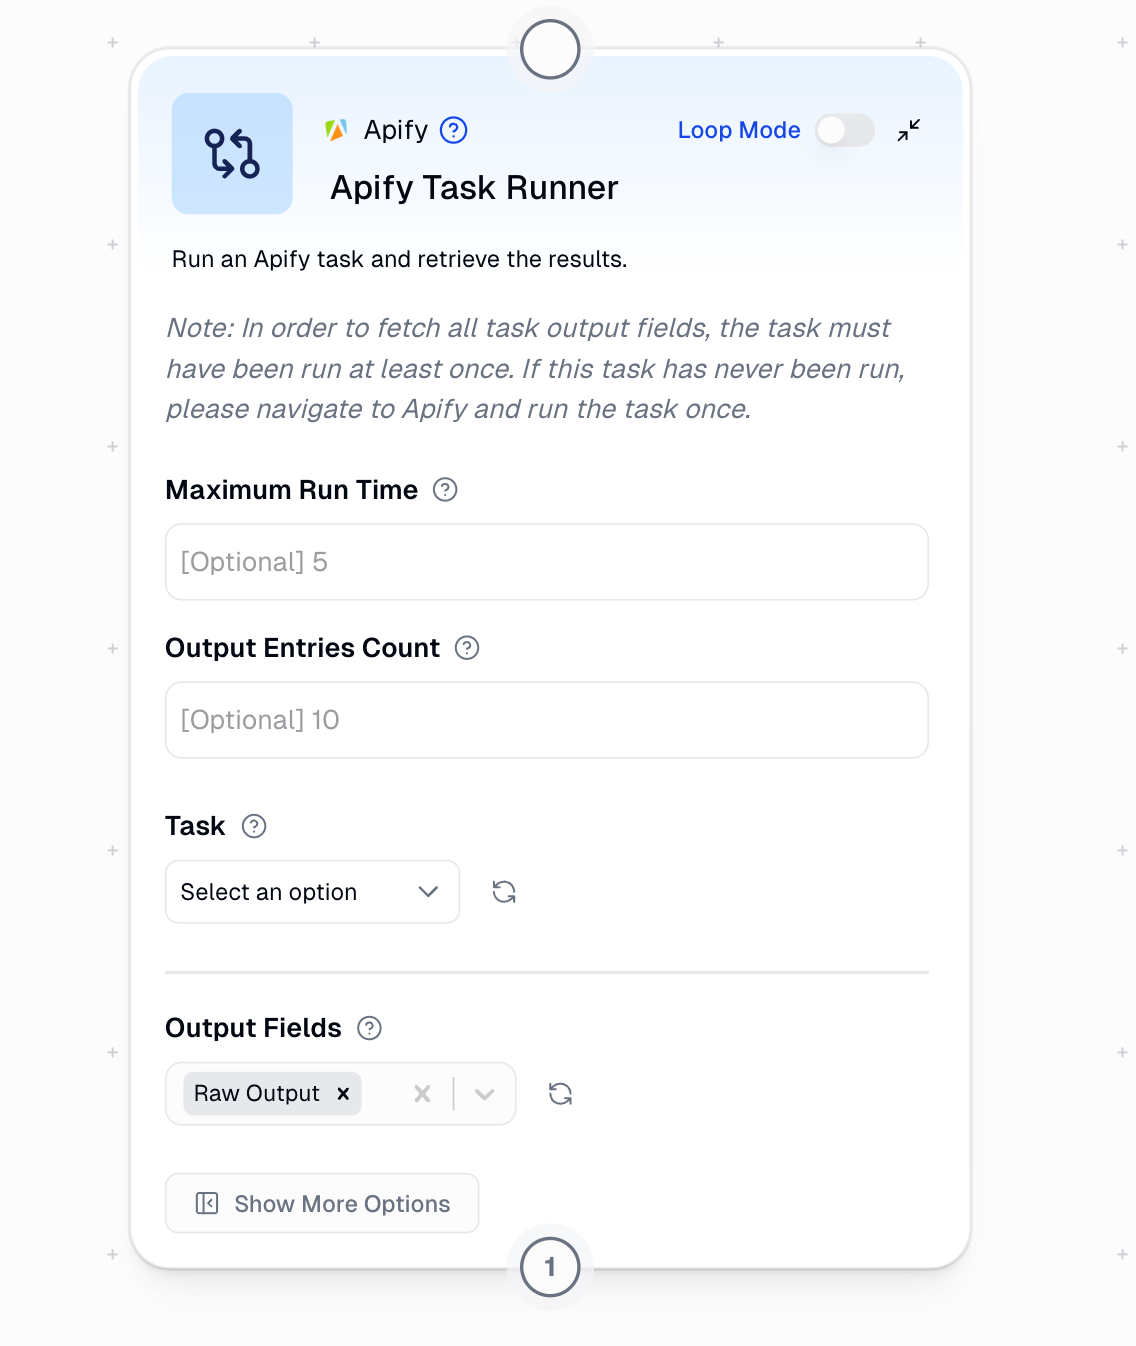 Apify
Loop Mode
Apify Task Runner
Run an Apify task and retrieve the results.
Note: In order to fetch all task output fields, the task must
have been run at least once. If this task has never been run,
please navigate to Apify and run the task once.
Maximum Run Time
[Optional] 5
Output Entries Count
[Optional] 10
Task
Select an option
Output Fields
Raw Output
Show More Options
1